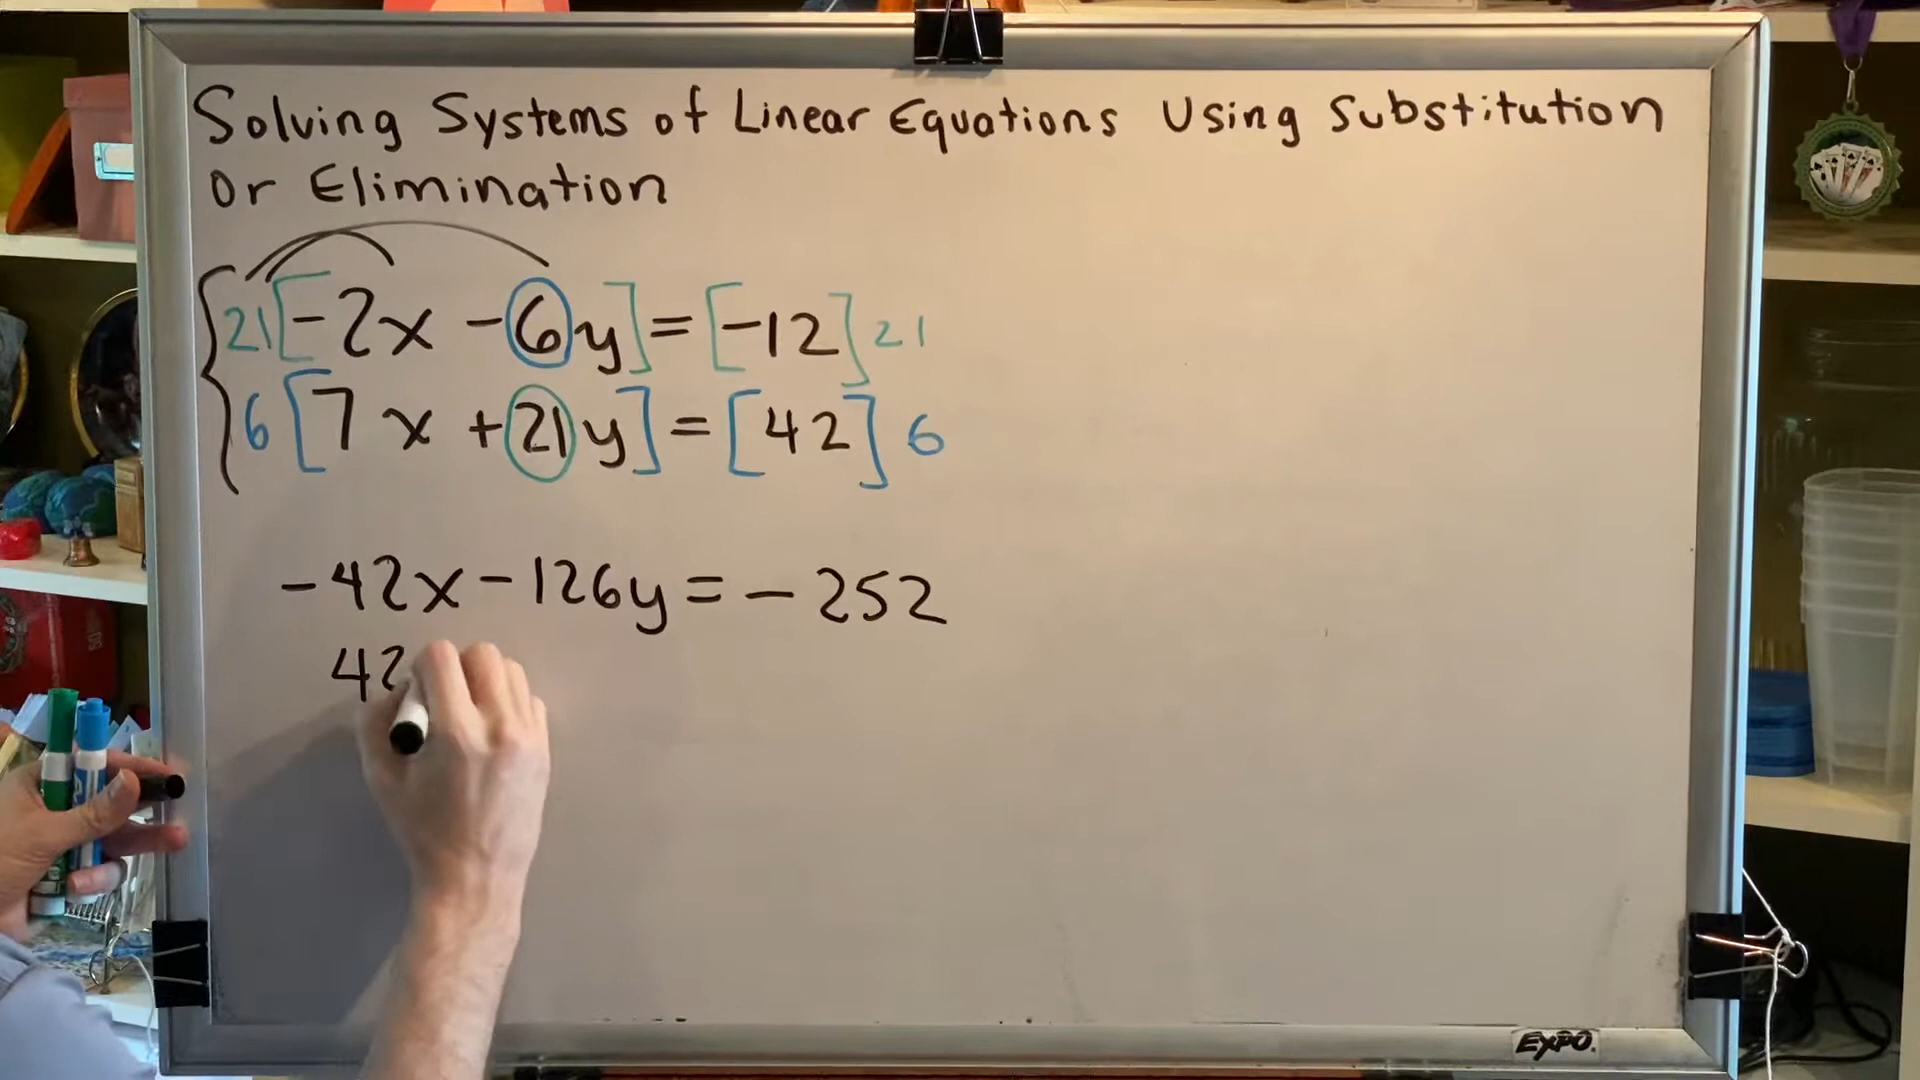 Solving Systems of Linear Equations Using Substitution
Or Elimination
21[-2x -6y]=[-12]21
6[7x +21y]=[42]6
-42x-126y=-252
42
EXPO